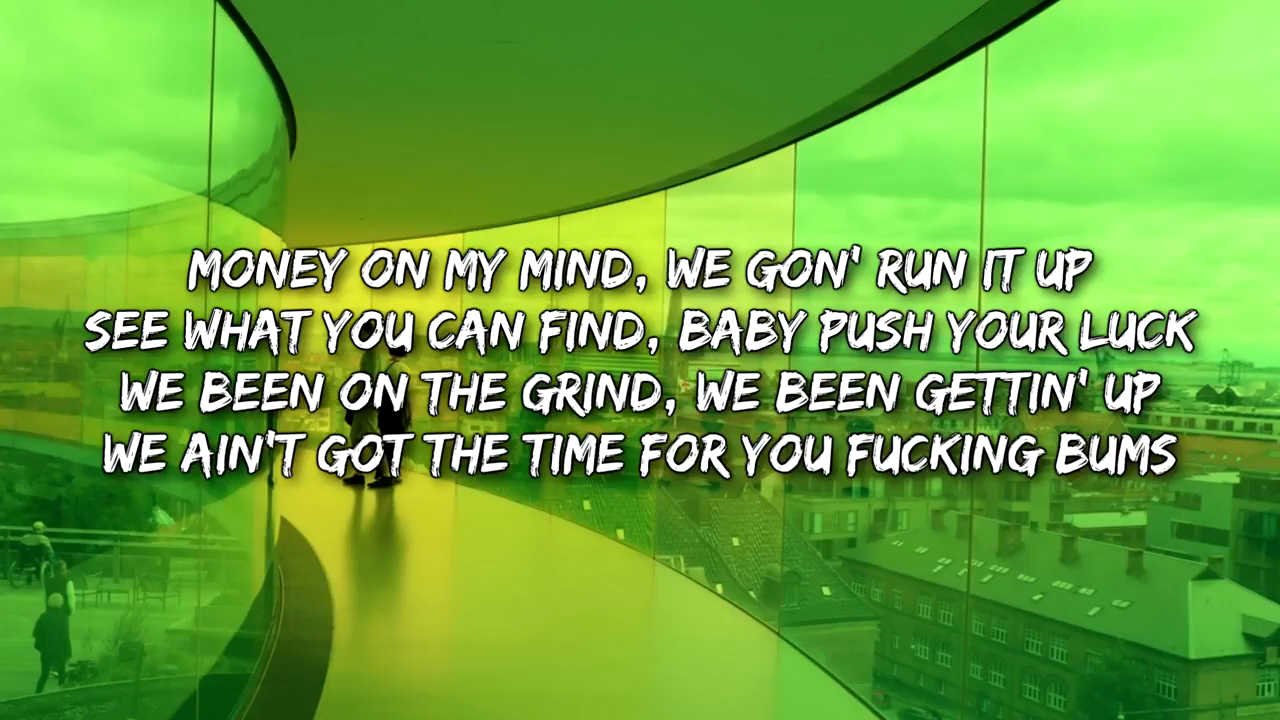 MONEY ON MY MIND, WE GON' RUN IT UP
SEE WHAT YOU CAN FIND, BABY PUSH YOUR LUCK
WE BEEN ON THE GRIND, WE BEEN GETTIN' UP
WE AIN'T GOT THE TIME FOR YOU FUCKING BUMS